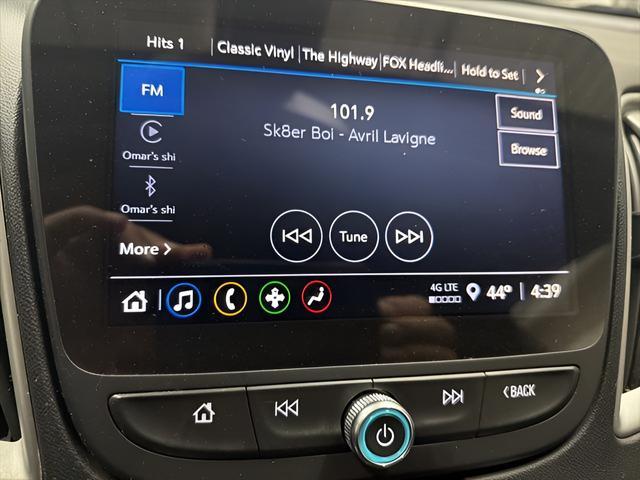 Hits 1 Classic Vinyl The Highway FOX Headli... Hold to Set
FM
101.9
Sk8er Boi - Avril Lavigne
Sound
Browse
Omar's shi
Omar's shi
Tune
More
4G LTE
44° 4:39
BACK